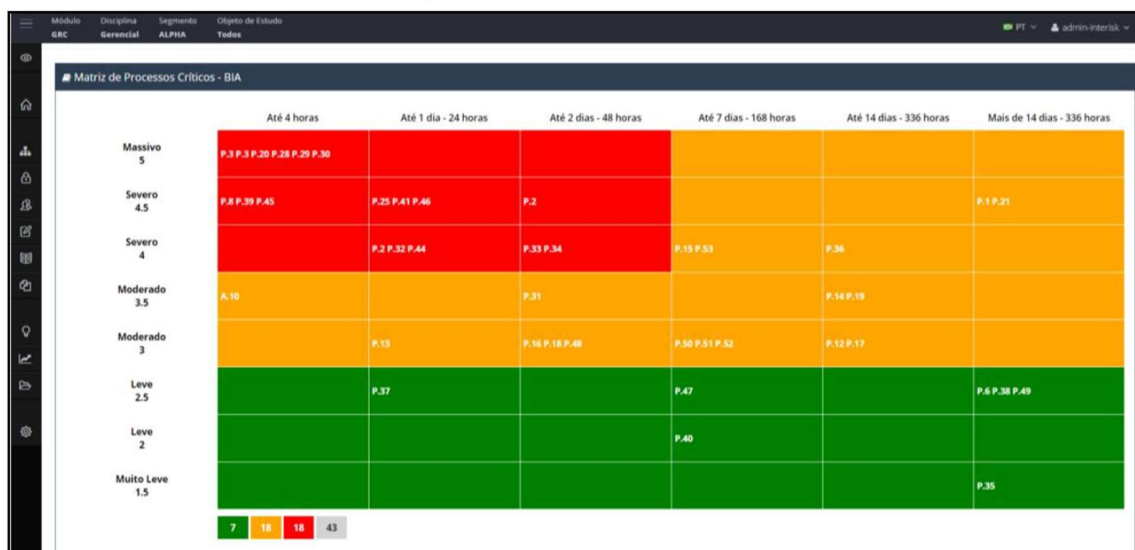 Módulo Disciplina Segmento Objeto de Estudo
GRC Gerencial ALPHA Todos
PT admin-interisk
Matriz de Processos Críticos - BIA
Até 4 horas Até 1 dia - 24 horas Até 2 dias - 48 horas Até 7 dias - 168 horas Até 14 dias - 336 horas Mais de 14 dias - 336 horas
Massivo
5
P.3 P.3 P.20 P.28 P.29 P.30
Severo
4.5
P.8 P.39 P.45 P.25 P.41 P.46 P.2 P.1 P.21
Severo
4
P.2 P.32 P.44 P.33 P.34 P.15 P.53 P.36
Moderado
3.5
A.10 P.31 P.14 P.19
Moderado
3
P.13 P.16 P.18 P.48 P.50 P.51 P.52 P.12 P.17
Leve
2.5
P.37 P.47 P.6 P.38 P.49
Leve
2
P.40
Muito Leve
1.5
P.35
7 18 18 43